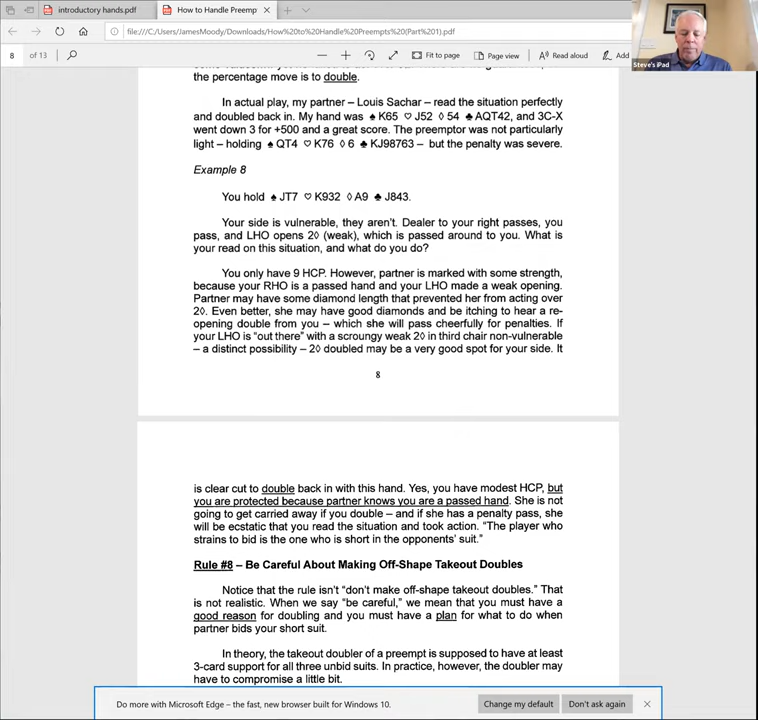 introductory hands.pdf
How to Handle Preempt
file:///C:/Users/JamesMoody/Downloads/How%20to%20Handle%20Preempts%20(Part%201).pdf
8 of 13
Fit to page
Page view
Read aloud
Add
Steve's iPad
the percentage move is to double.
In actual play, my partner – Louis Sachar – read the situation perfectly
and doubled back in. My hand was ♠ K65 ♡ J52 ◊ 54 ♣ AQT42, and 3C-X
went down 3 for +500 and a great score. The preemptor was not particularly
light – holding ♠ QT4 ♡ K76 ◊ 6 ♣ KJ98763 – but the penalty was severe.
Example 8
You hold ♠ JT7 ♡ K932 ◊ A9 ♣ J843.
Your side is vulnerable, they aren't. Dealer to your right passes, you
pass, and LHO opens 2◊ (weak), which is passed around to you. What is
your read on this situation, and what do you do?
You only have 9 HCP. However, partner is marked with some strength,
because your RHO is a passed hand and your LHO made a weak opening.
Partner may have some diamond length that prevented her from acting over
2◊. Even better, she may have good diamonds and be itching to hear a re-
opening double from you – which she will pass cheerfully for penalties. If
your LHO is "out there" with a scroungy weak 2◊ in third chair non-vulnerable
– a distinct possibility – 2◊ doubled may be a very good spot for your side. It
8
is clear cut to double back in with this hand. Yes, you have modest HCP, but
you are protected because partner knows you are a passed hand. She is not
going to get carried away if you double – and if she has a penalty pass, she
will be ecstatic that you read the situation and took action. "The player who
strains to bid is the one who is short in the opponents' suit."
Rule #8 – Be Careful About Making Off-Shape Takeout Doubles
Notice that the rule isn't "don't make off-shape takeout doubles." That
is not realistic. When we say "be careful," we mean that you must have a
good reason for doubling and you must have a plan for what to do when
partner bids your short suit.
In theory, the takeout doubler of a preempt is supposed to have at least
3-card support for all three unbid suits. In practice, however, the doubler may
have to compromise a little bit.
Do more with Microsoft Edge – the fast, new browser built for Windows 10.
Change my default
Don't ask again